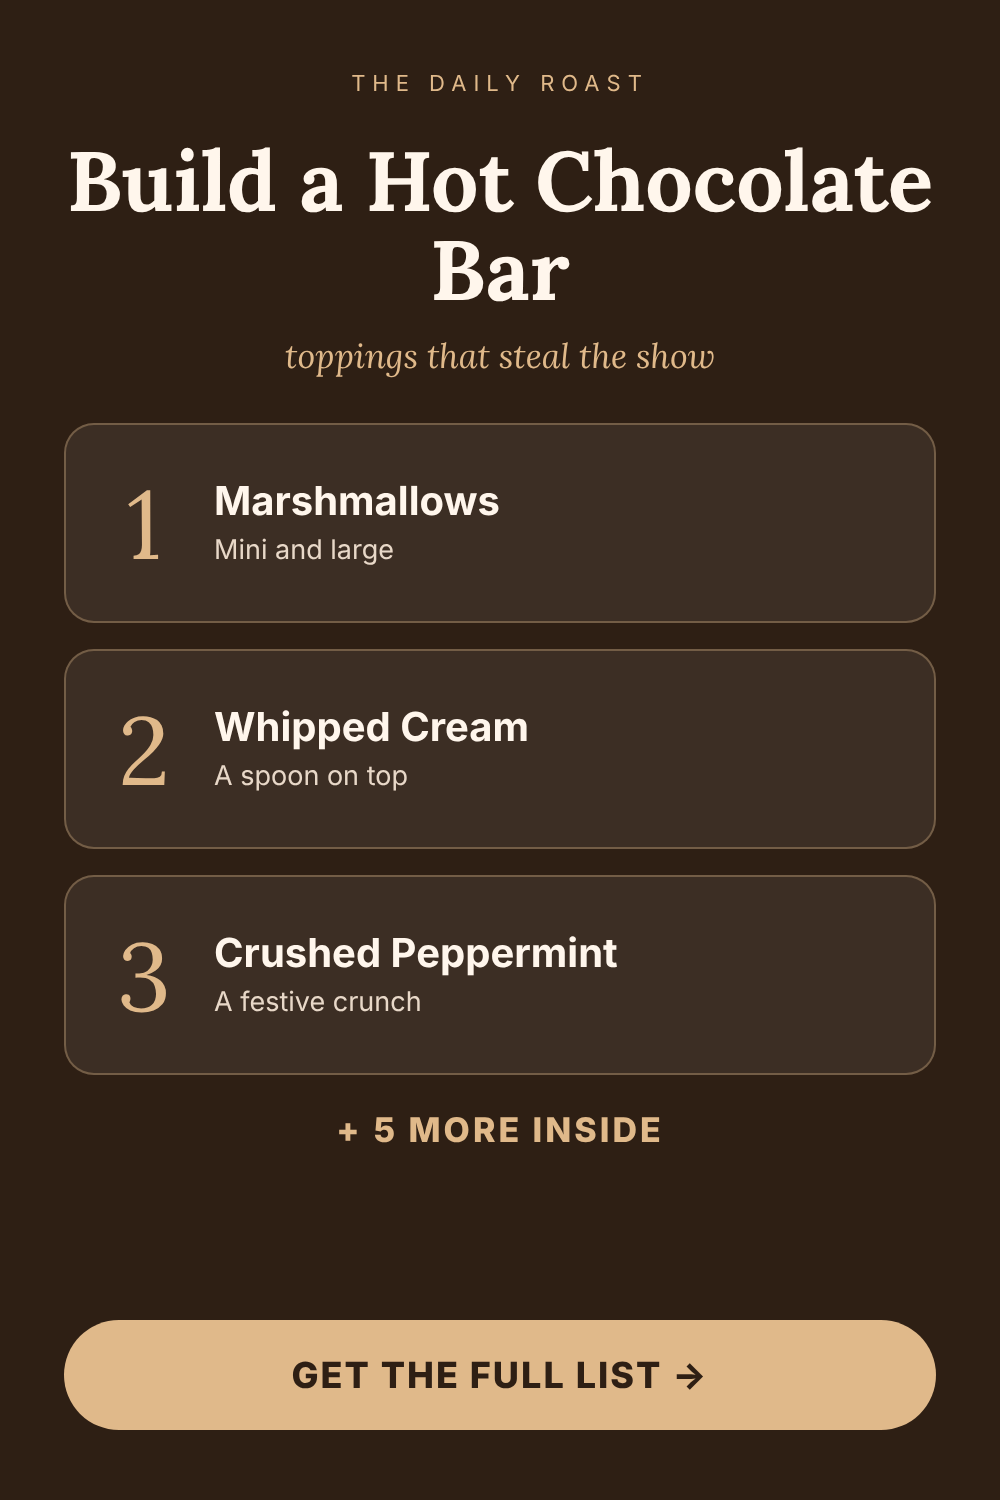 THE DAILY ROAST
Build a Hot Chocolate
Bar
toppings that steal the show
1
Marshmallows
Mini and large
2
Whipped Cream
A spoon on top
3
Crushed Peppermint
A festive crunch
+ 5 MORE INSIDE
GET THE FULL LIST →